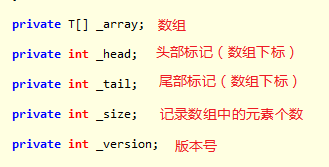 private T[] _array; 数组
private int _head; 头部标记（数组下标）
private int _tail; 尾部标记（数组下标）
private int _size; 记录数组中的元素个数
private int _version; 版本号